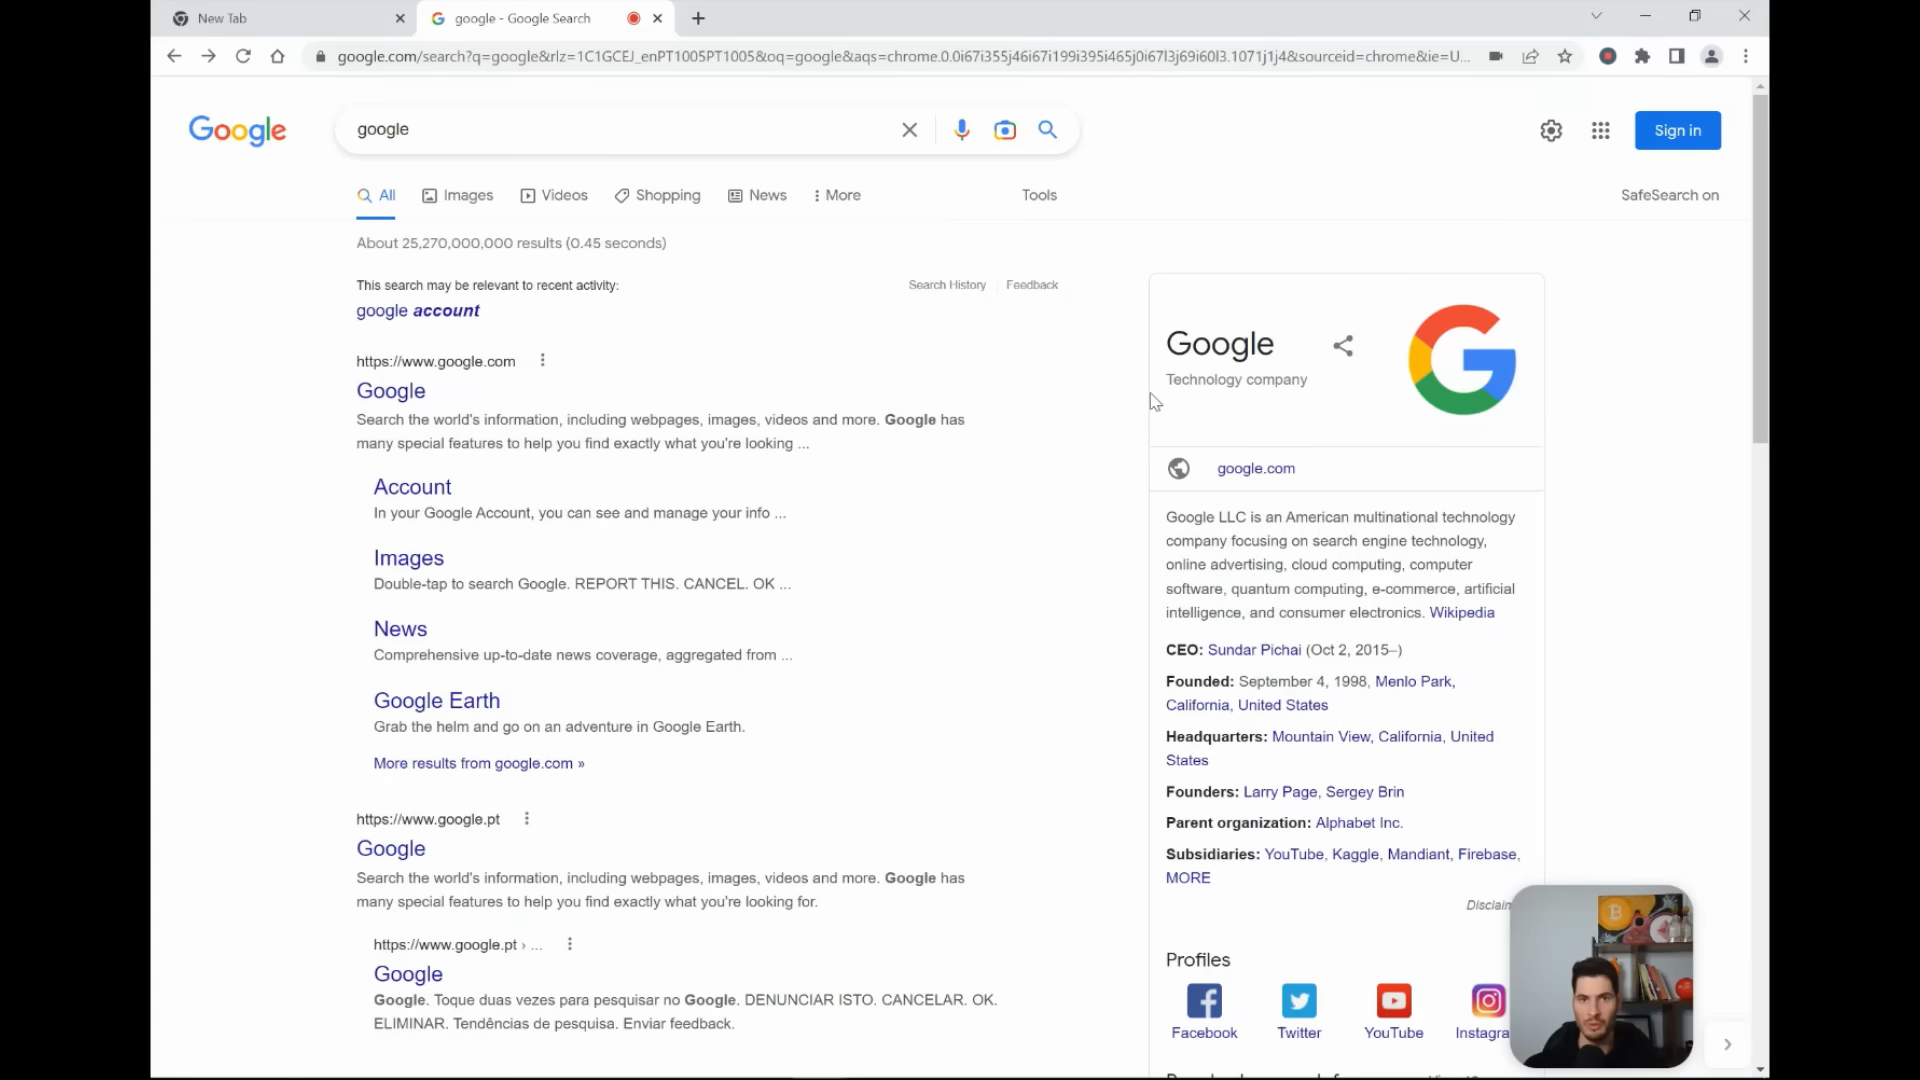 New Tab
google - Google Search
google.com/search?q=google&rlz=1C1GCEJ_enPT1005PT1005&oq=google&aqs=chrome.0.0i67i355j46i67i199i395i465j0i67l3j69i60l3.1071j1j4&sourceid=chrome&ie=U...
Google
google
Sign in
All
Images
Videos
Shopping
News
More
Tools
SafeSearch on
About 25,270,000,000 results (0.45 seconds)
This search may be relevant to recent activity:
Search History
Feedback
google account
https://www.google.com
Google
Search the world's information, including webpages, images, videos and more. Google has
many special features to help you find exactly what you're looking ...
Account
In your Google Account, you can see and manage your info ...
Images
Double-tap to search Google. REPORT THIS. CANCEL. OK ...
News
Comprehensive up-to-date news coverage, aggregated from ...
Google Earth
Grab the helm and go on an adventure in Google Earth.
More results from google.com »
https://www.google.pt
Google
Search the world's information, including webpages, images, videos and more. Google has
many special features to help you find exactly what you're looking for.
https://www.google.pt › ...
Google
Google. Toque duas vezes para pesquisar no Google. DENUNCIAR ISTO. CANCELAR. OK.
ELIMINAR. Tendências de pesquisa. Enviar feedback.
Google
Technology company
google.com
Google LLC is an American multinational technology
company focusing on search engine technology,
online advertising, cloud computing, computer
software, quantum computing, e-commerce, artificial
intelligence, and consumer electronics. Wikipedia
CEO: Sundar Pichai (Oct 2, 2015–)
Founded: September 4, 1998, Menlo Park,
California, United States
Headquarters: Mountain View, California, United
States
Founders: Larry Page, Sergey Brin
Parent organization: Alphabet Inc.
Subsidiaries: YouTube, Kaggle, Mandiant, Firebase,
MORE
Disclaim
Profiles
Facebook
Twitter
YouTube
Instagra